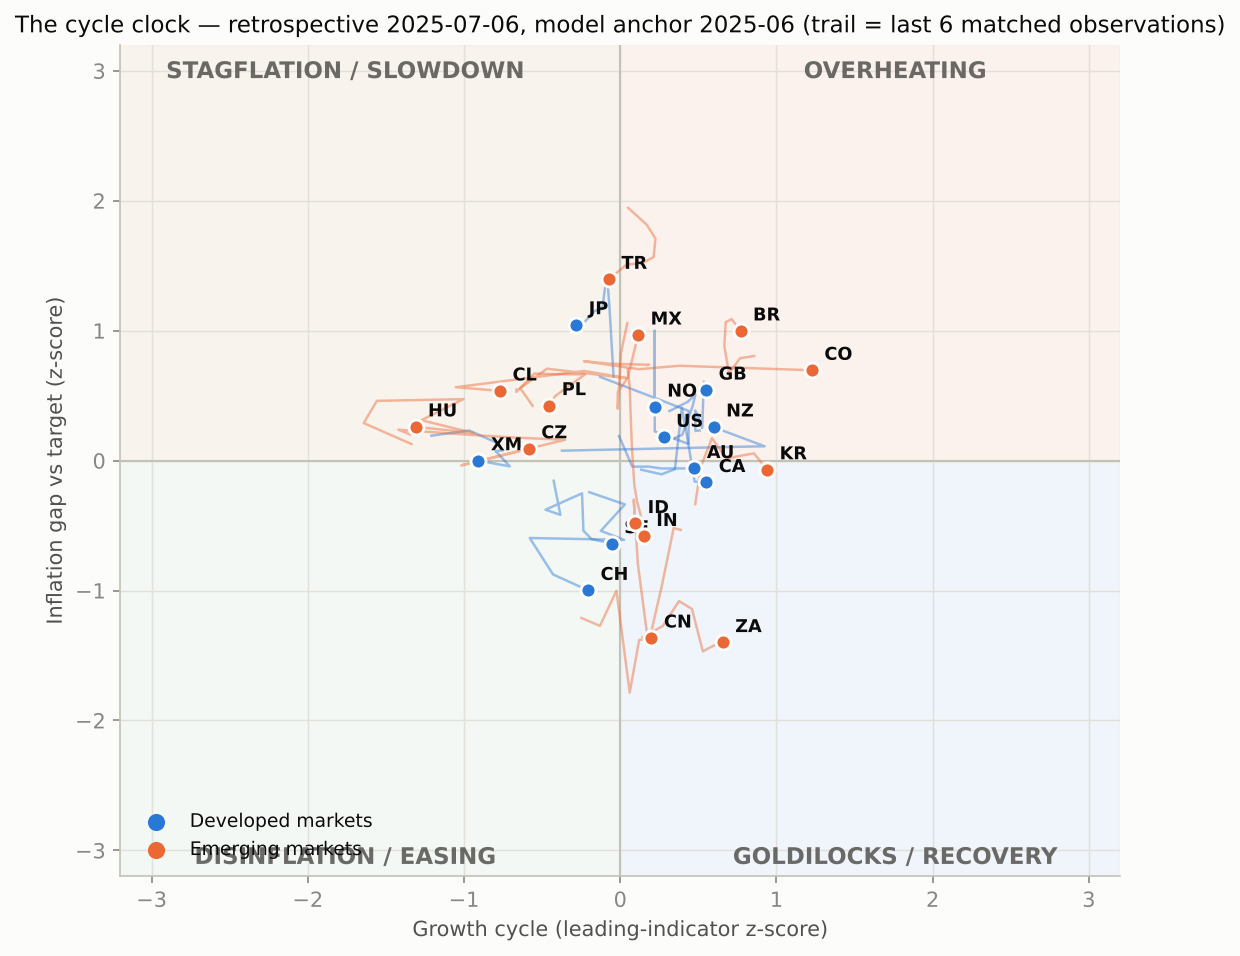 The cycle clock — retrospective 2025-07-06, model anchor 2025-06 (trail = last 6 matched observations)
STAGFLATION / SLOWDOWN
OVERHEATING
3
2
1
0
−1
−2
−3
Inflation gap vs target (z-score)
TR
JP
MX
BR
CO
CL
GB
PL
NO
HU
NZ
US
CZ
XM
AU
KR
CA
ID
IN
SE
CH
CN
ZA
Developed markets
Emerging markets
DISINFLATION / EASING
GOLDILOCKS / RECOVERY
−3
−2
−1
0
1
2
3
Growth cycle (leading-indicator z-score)